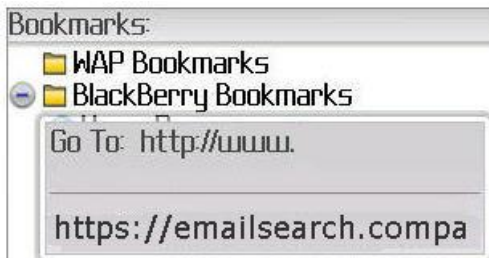 Bookmarks:
WAP Bookmarks
BlackBerry Bookmarks
Go To: http://www.
https://emailsearch.compa